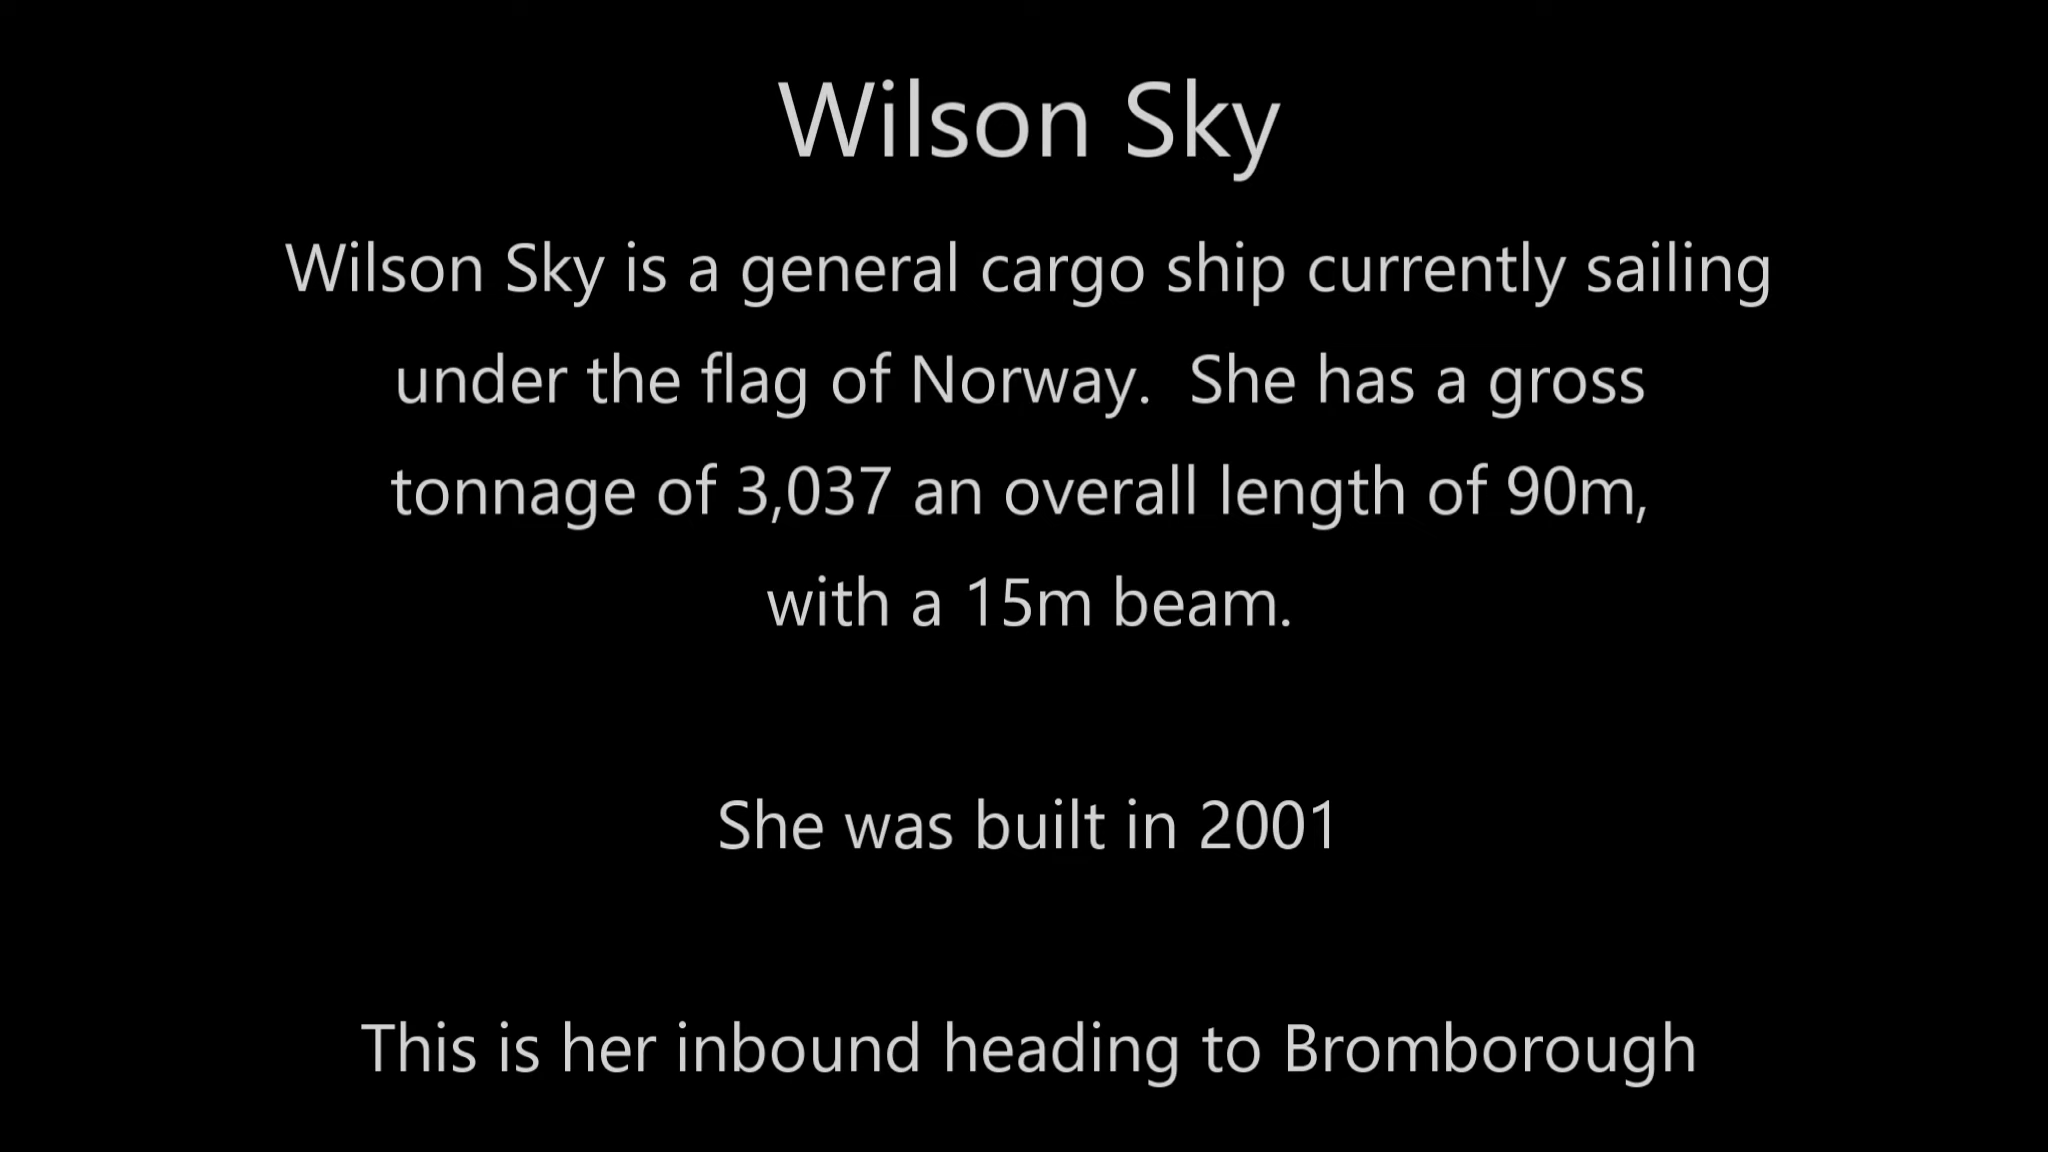 Wilson Sky
Wilson Sky is a general cargo ship currently sailing
under the flag of Norway.  She has a gross
tonnage of 3,037 an overall length of 90m,
with a 15m beam.
She was built in 2001
This is her inbound heading to Bromborough